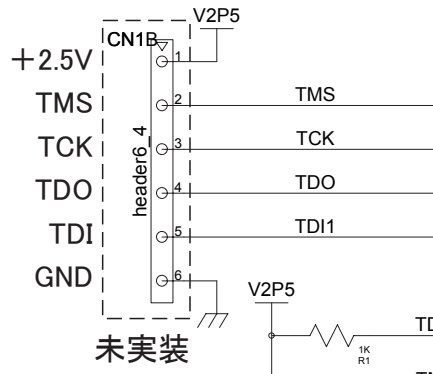 V2P5
CN1B
+2.5V
1
TMS
2
TMS
TCK
3
TCK
header6_4
TDO
4
TDO
TDI
5
TDI1
GND
6
V2P5
未実装
1K
R1